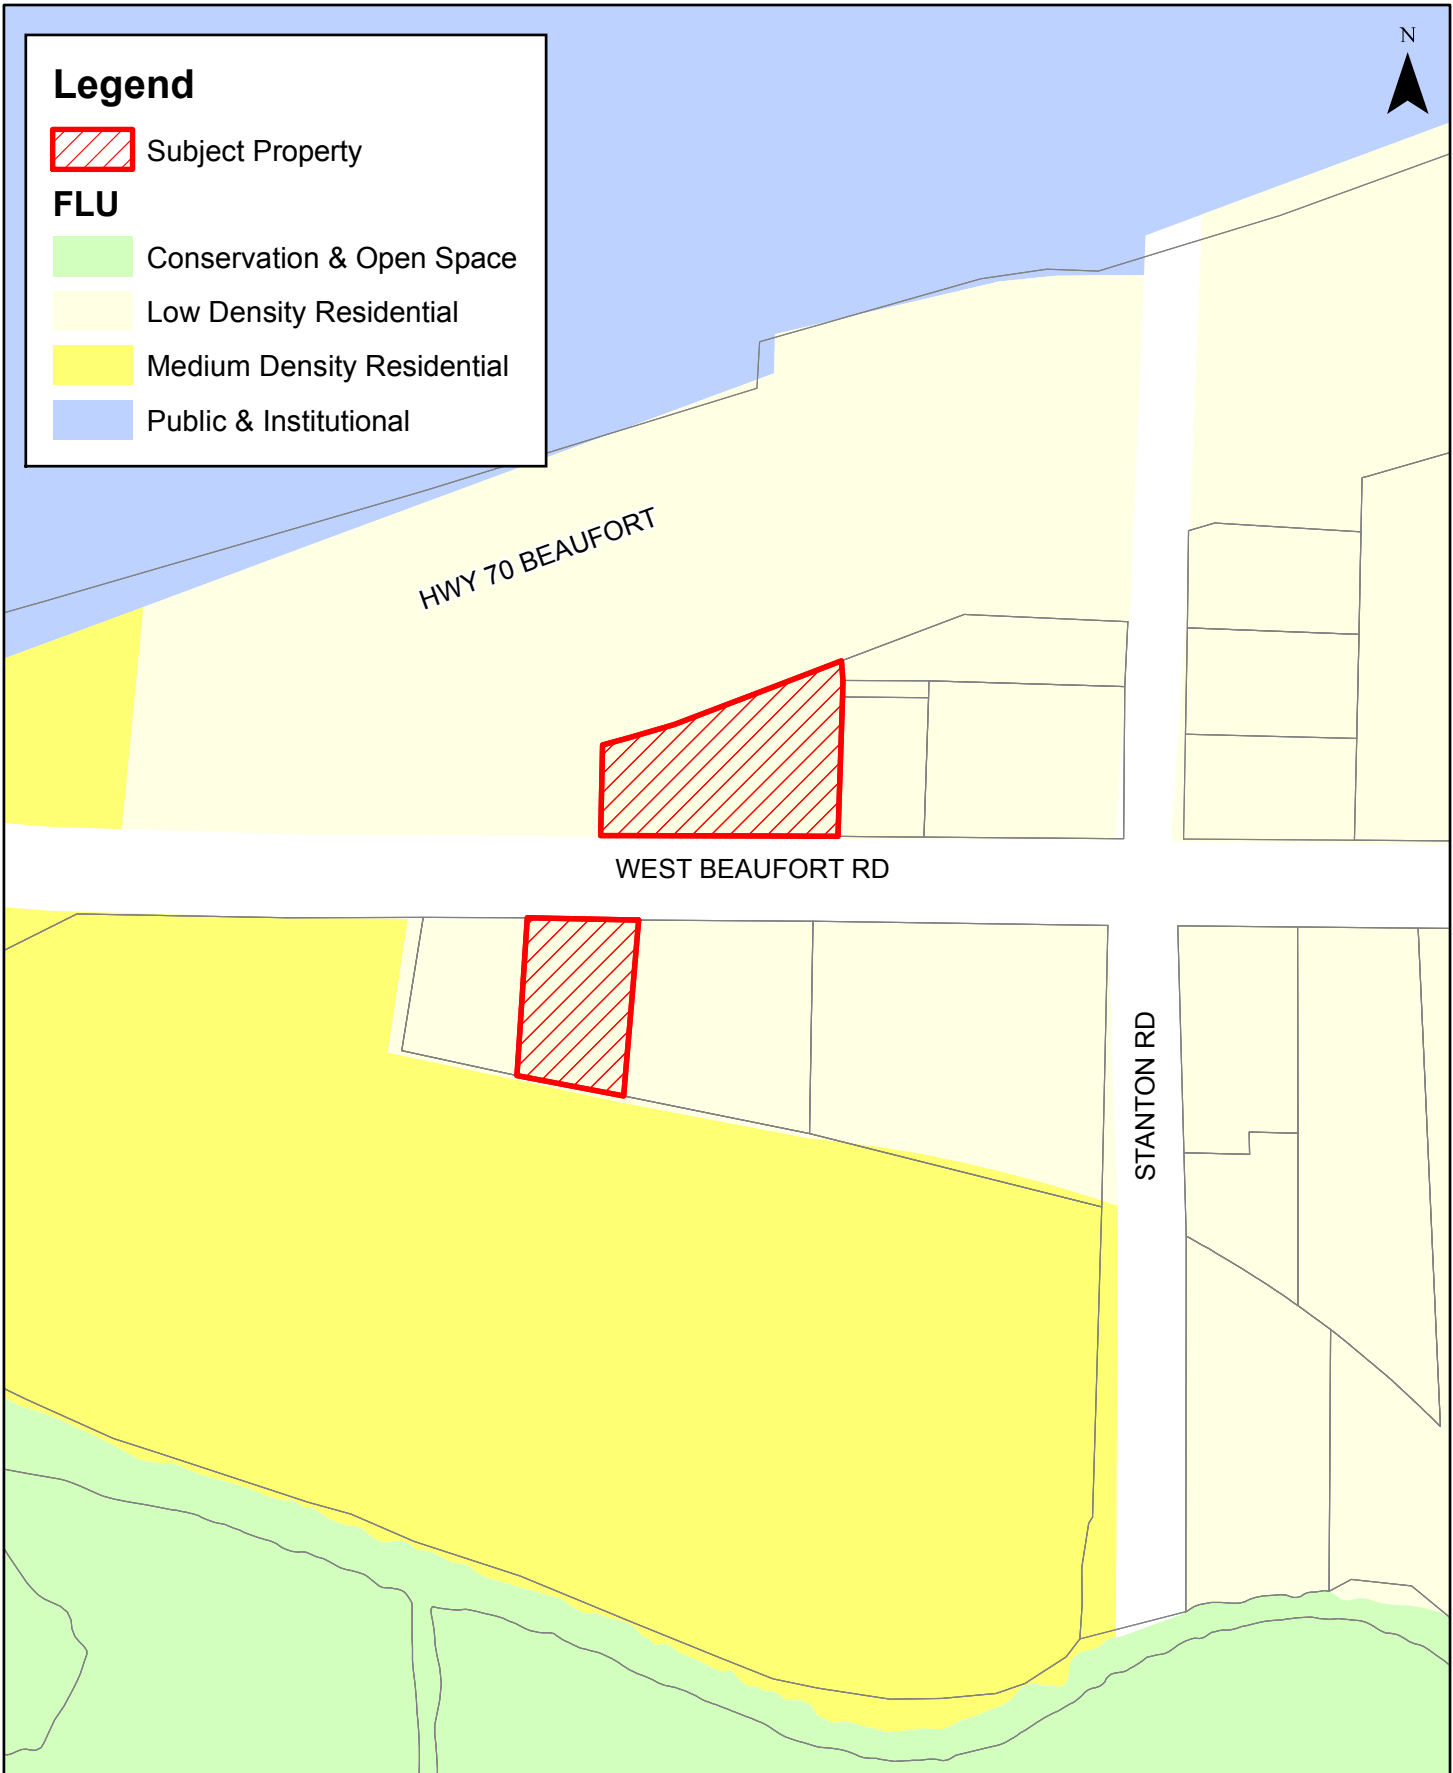 N
Legend
Subject Property
FLU
Conservation & Open Space
Low Density Residential
Medium Density Residential
Public & Institutional
HWY 70 BEAUFORT
WEST BEAUFORT RD
STANTON RD